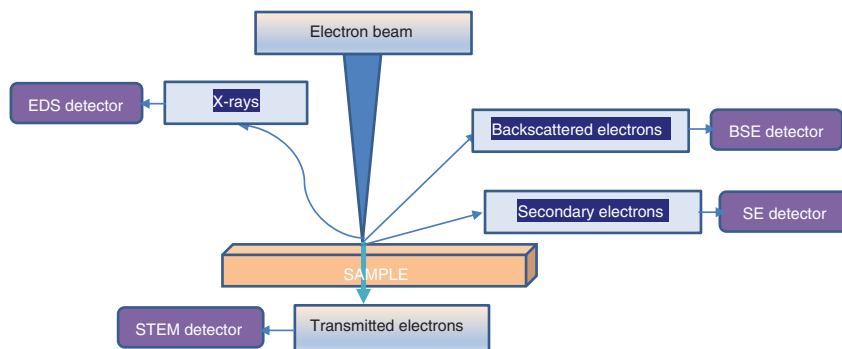 Electron beam
EDS detector
X-rays
Backscattered electrons
BSE detector
Secondary electrons
SE detector
SAMPLE
STEM detector
Transmitted electrons